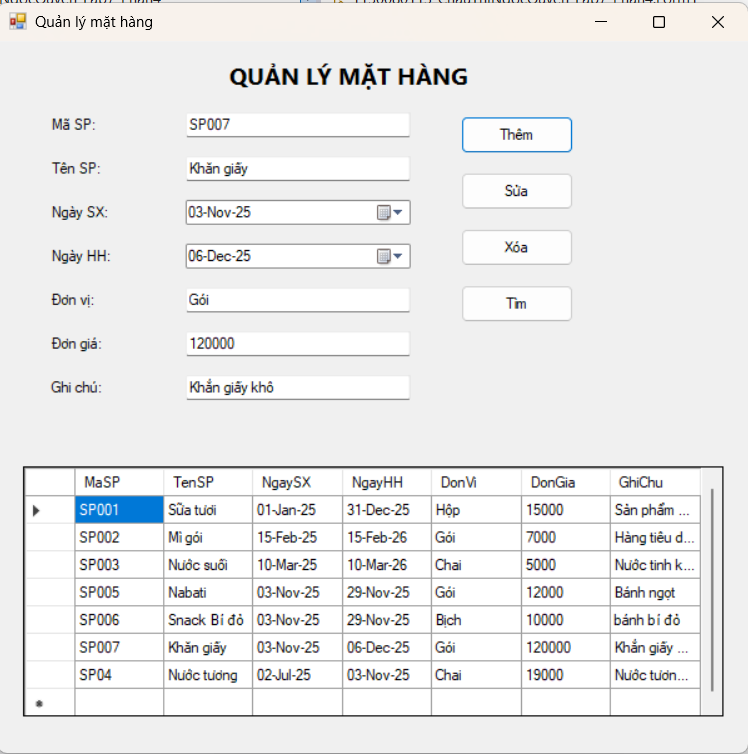 Quản lý mặt hàng
QUẢN LÝ MẶT HÀNG
Mã SP: SP007 Thêm
Tên SP: Khăn giấy Sửa
Ngày SX: 03-Nov-25
Ngày HH: 06-Dec-25 Xóa
Đơn vị: Gói Tìm
Đơn giá: 120000
Ghi chú: Khẳn giấy khô
MaSP TenSP NgaySX NgayHH DonVi DonGia GhiChu
SP001 Sữa tươi 01-Jan-25 31-Dec-25 Hộp 15000 Sản phẩm ...
SP002 Mì gói 15-Feb-25 15-Feb-26 Gói 7000 Hàng tiêu d...
SP003 Nước suối 10-Mar-25 10-Mar-26 Chai 5000 Nước tinh k...
SP005 Nabati 03-Nov-25 29-Nov-25 Gói 12000 Bánh ngọt
SP006 Snack Bí đỏ 03-Nov-25 29-Nov-25 Bịch 10000 bánh bí đỏ
SP007 Khăn giấy 03-Nov-25 06-Dec-25 Gói 120000 Khẳn giấy ...
SP04 Nước tương 02-Jul-25 03-Nov-25 Chai 19000 Nước tươn...